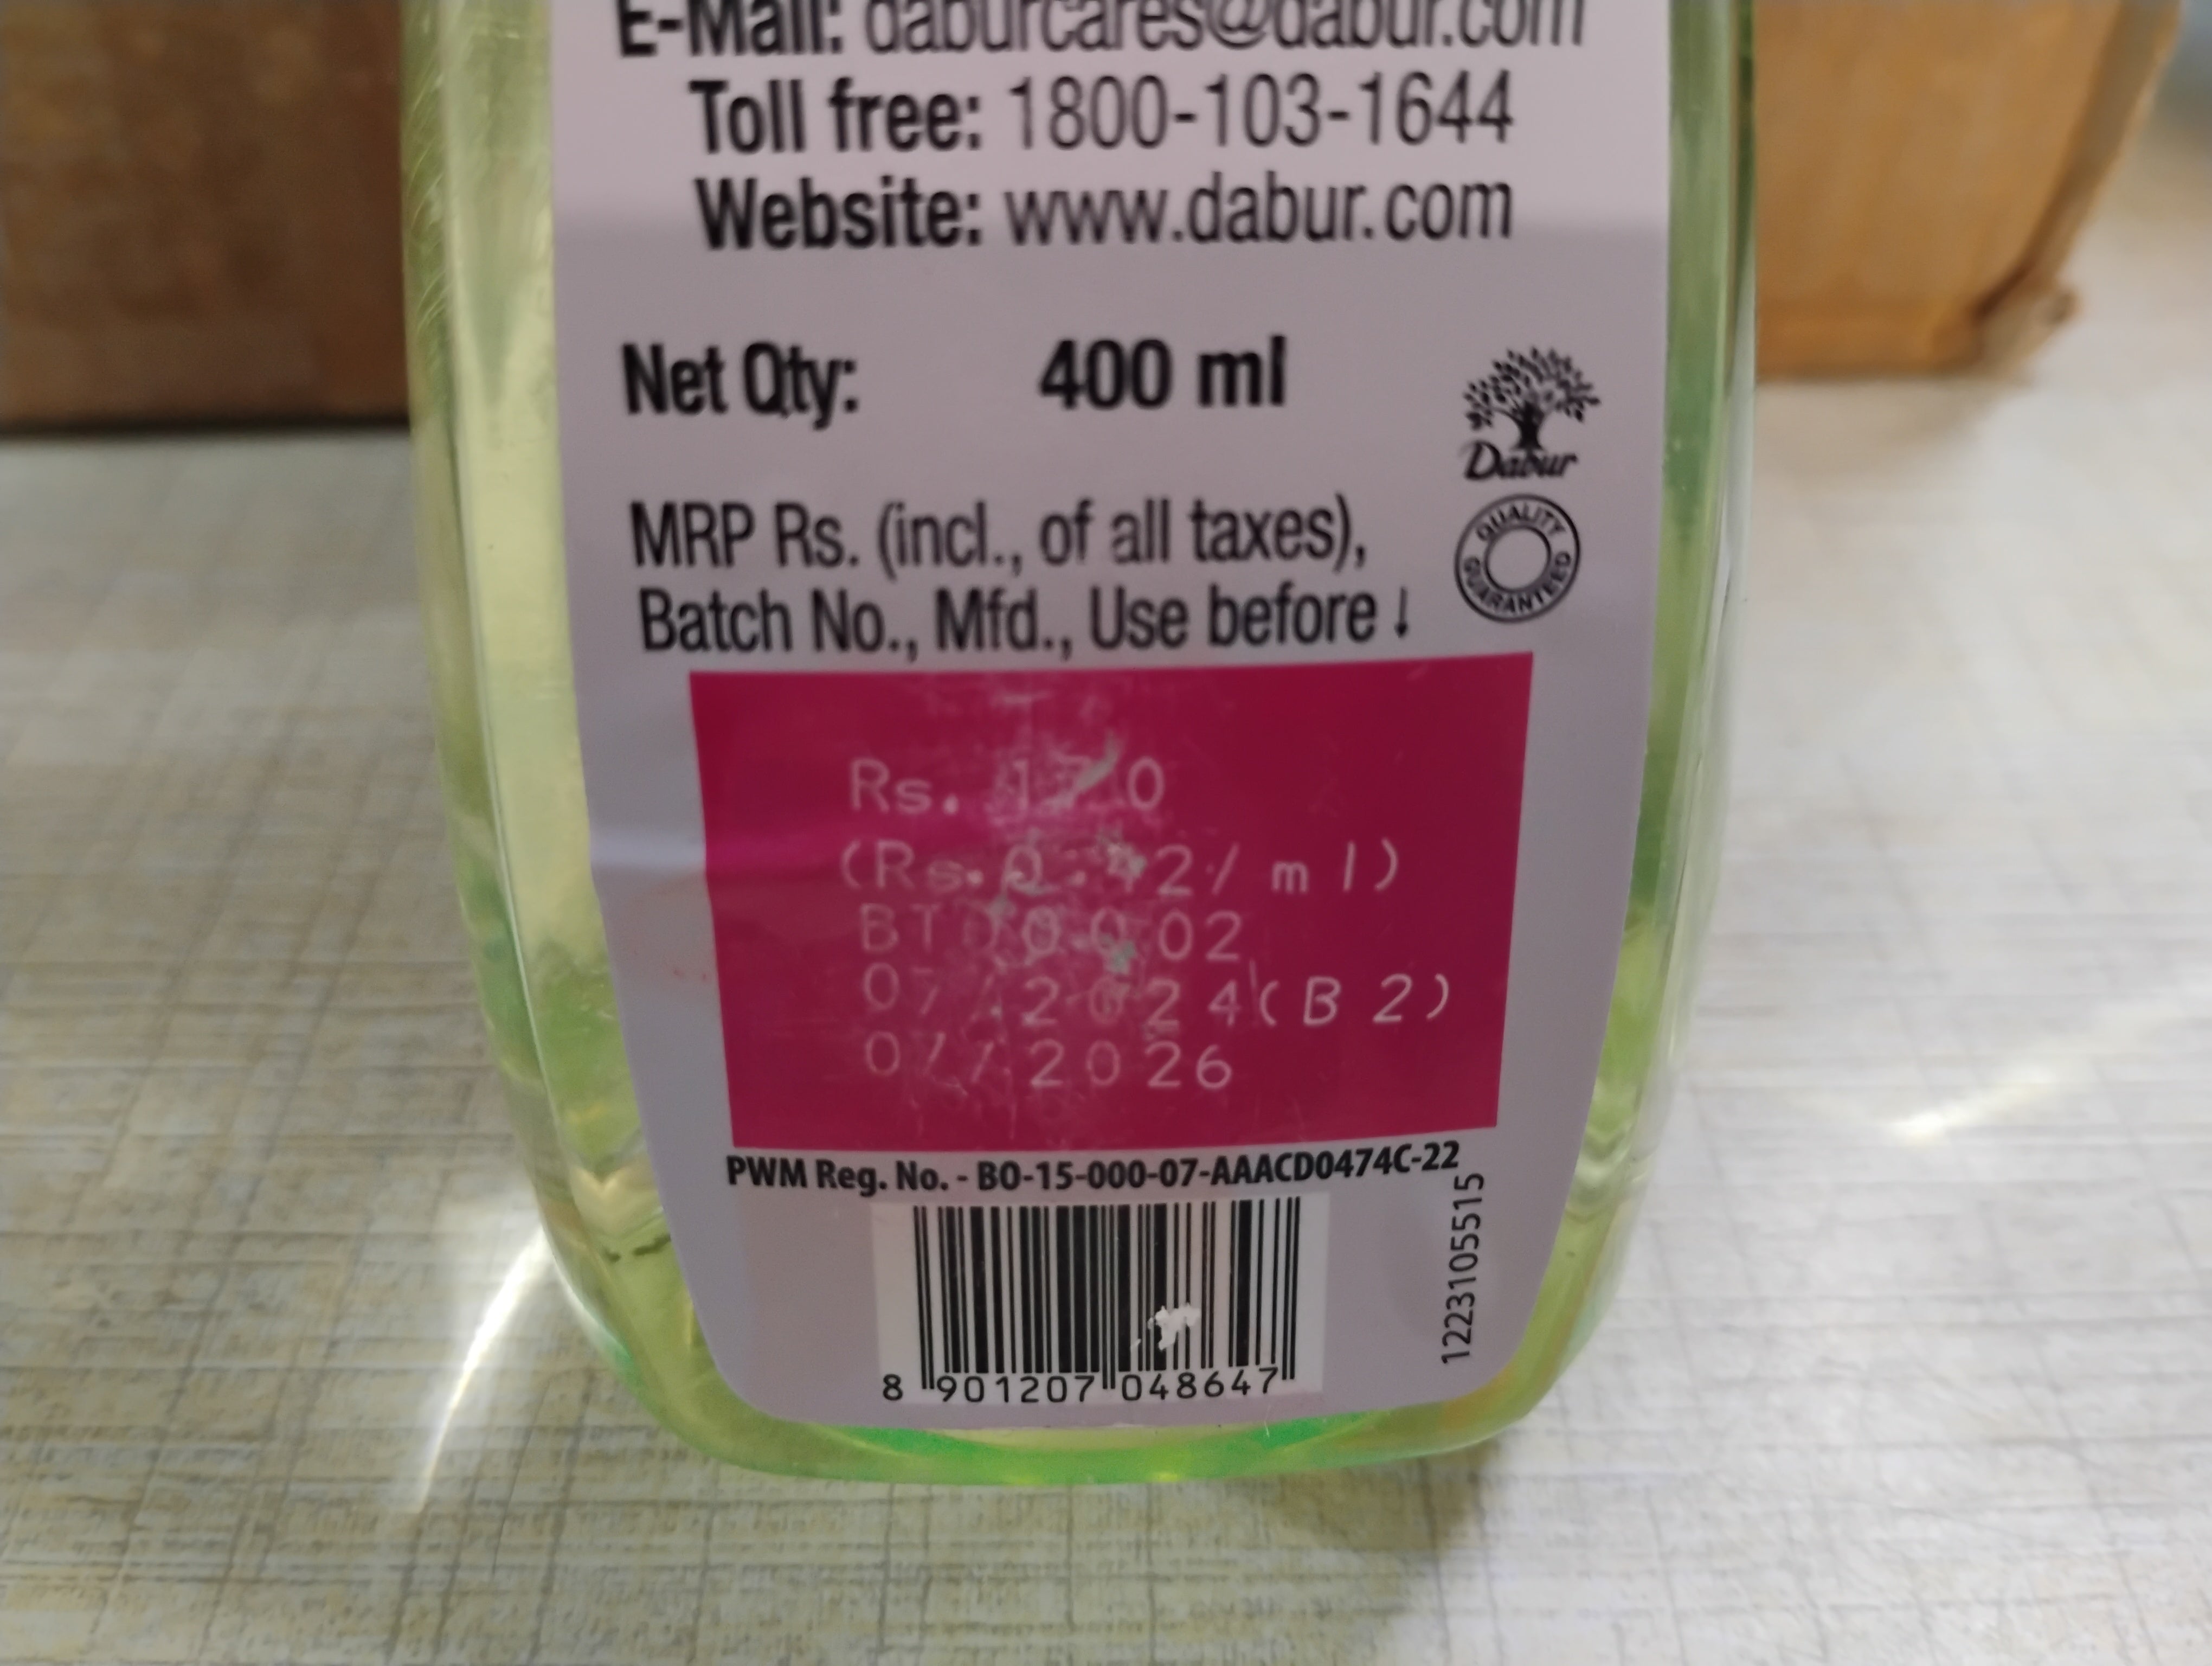 E-Mail: daburcares@dabur.com
Toll free: 1800-103-1644
Website: www.dabur.com
Net Qty: 400 ml
Dabur
QUALITY GUARANTEED
MRP Rs. (incl., of all taxes),
Batch No., Mfd., Use before ↓
Rs. 170
(Rs.0.42/ml)
07/2024(B2)
07/2026
PWM Reg. No. - BO-15-000-07-AAACD0474C-22
1223105515
8 901207 048647